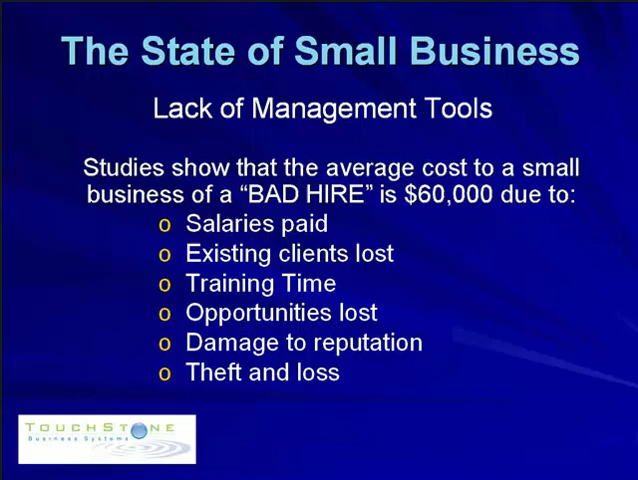 The State of Small Business
Lack of Management Tools
Studies show that the average cost to a small
business of a “BAD HIRE” is $60,000 due to:
o Salaries paid
o Existing clients lost
o Training Time
o Opportunities lost
o Damage to reputation
o Theft and loss
TOUCHSTONE
Business Systems